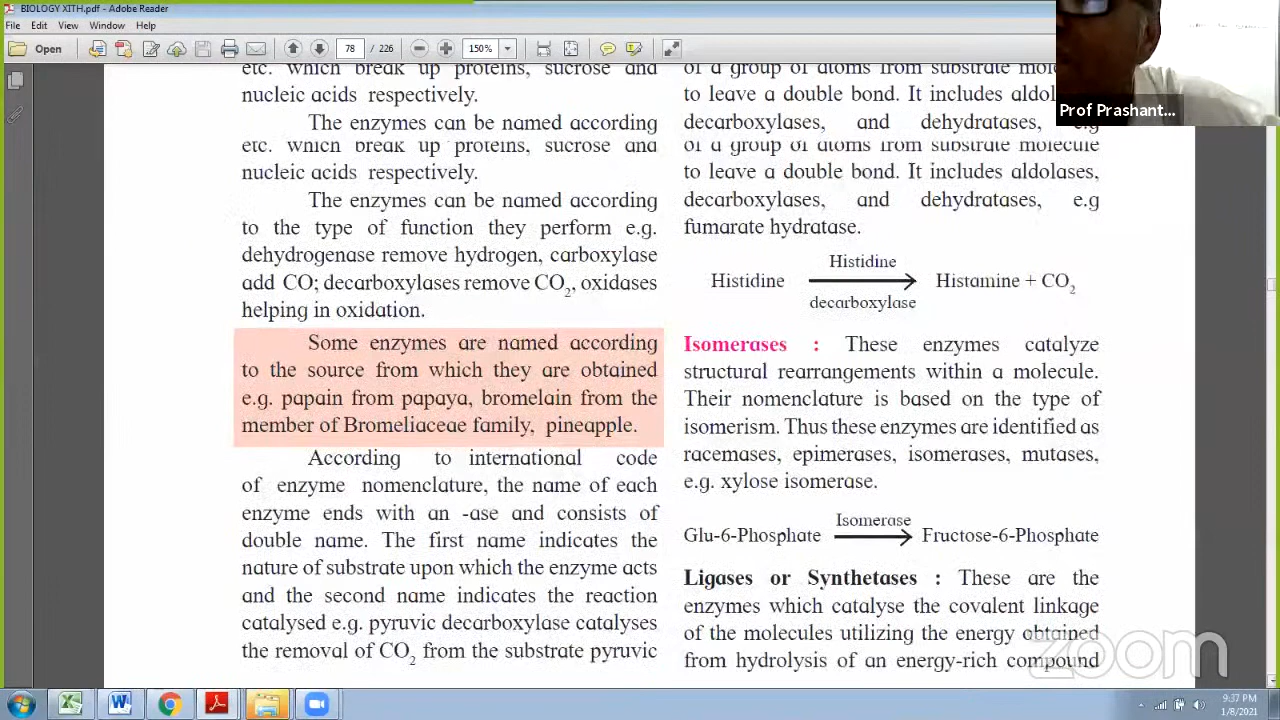 BIOLOGY XITH.pdf - Adobe Reader
File Edit View Window Help
Open 78 / 226 150%
Prof Prashant...
etc. which break up proteins, sucrose and
nucleic acids respectively.
The enzymes can be named according
etc. which break up proteins, sucrose and
nucleic acids respectively.
The enzymes can be named according
to the type of function they perform e.g.
dehydrogenase remove hydrogen, carboxylase
add CO; decarboxylases remove CO₂, oxidases
helping in oxidation.
Some enzymes are named according
to the source from which they are obtained
e.g. papain from papaya, bromelain from the
member of Bromeliaceae family, pineapple.
According to international code
of enzyme nomenclature, the name of each
enzyme ends with an -ase and consists of
double name. The first name indicates the
nature of substrate upon which the enzyme acts
and the second name indicates the reaction
catalysed e.g. pyruvic decarboxylase catalyses
the removal of CO₂ from the substrate pyruvic
of a group of atoms from substrate
to leave a double bond. It includes
decarboxylases, and dehydratases, e.g
of a group of atoms from substrate molecule
to leave a double bond. It includes aldolases,
decarboxylases, and dehydratases, e.g
fumarate hydratase.
Histidine
Histidine Histamine + CO₂
decarboxylase
Isomerases : These enzymes catalyze
structural rearrangements within a molecule.
Their nomenclature is based on the type of
isomerism. Thus these enzymes are identified as
racemases, epimerases, isomerases, mutases,
e.g. xylose isomerase.
Isomerase
Glu-6-Phosphate Fructose-6-Phosphate
Ligases or Synthetases : These are the
enzymes which catalyse the covalent linkage
of the molecules utilizing the energy obtained
from hydrolysis of an energy-rich compound
zoom
9:37 PM
1/8/2021